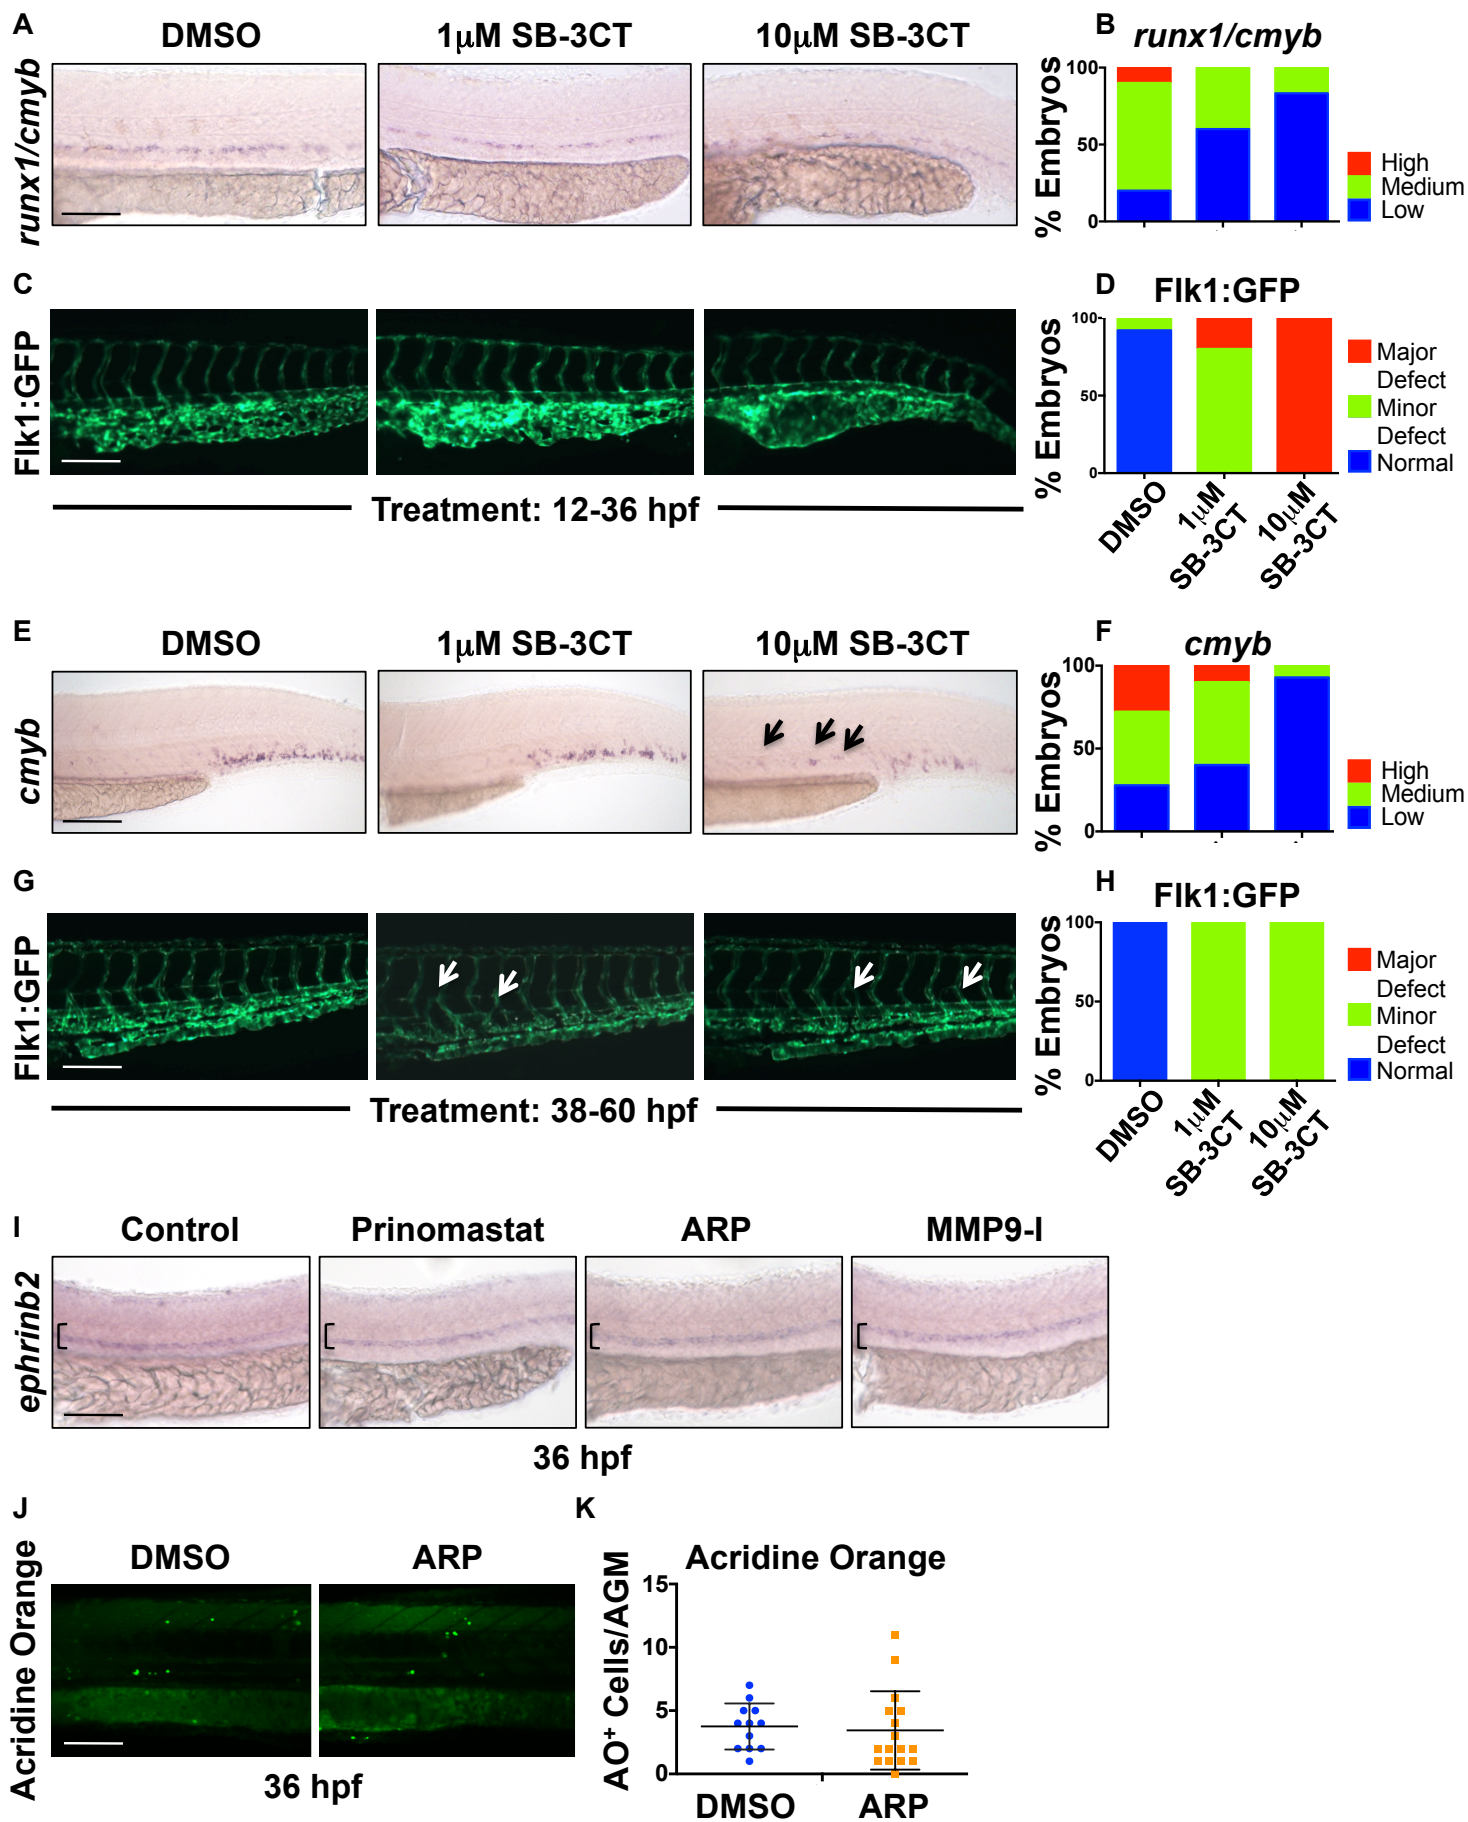 A
DMSO
1μM SB-3CT
10μM SB-3CT
runx1/cmyb
B
runx1/cmyb
% Embryos
100
50
0
High
Medium
Low
C
Flk1:GFP
Treatment: 12-36 hpf
D
Flk1:GFP
% Embryos
100
50
0
Major
Defect
Minor
Defect
Normal
DMSO
1μM
SB-3CT
10μM
SB-3CT
E
DMSO
1μM SB-3CT
10μM SB-3CT
cmyb
F
cmyb
% Embryos
100
50
0
High
Medium
Low
G
Flk1:GFP
Treatment: 38-60 hpf
H
Flk1:GFP
% Embryos
100
50
0
Major
Defect
Minor
Defect
Normal
DMSO
1μM
SB-3CT
10μM
SB-3CT
I
Control
Prinomastat
ARP
MMP9-I
ephrinb2
36 hpf
J
DMSO
ARP
Acridine Orange
36 hpf
K
Acridine Orange
AO⁺ Cells/AGM
15
10
5
0
DMSO
ARP